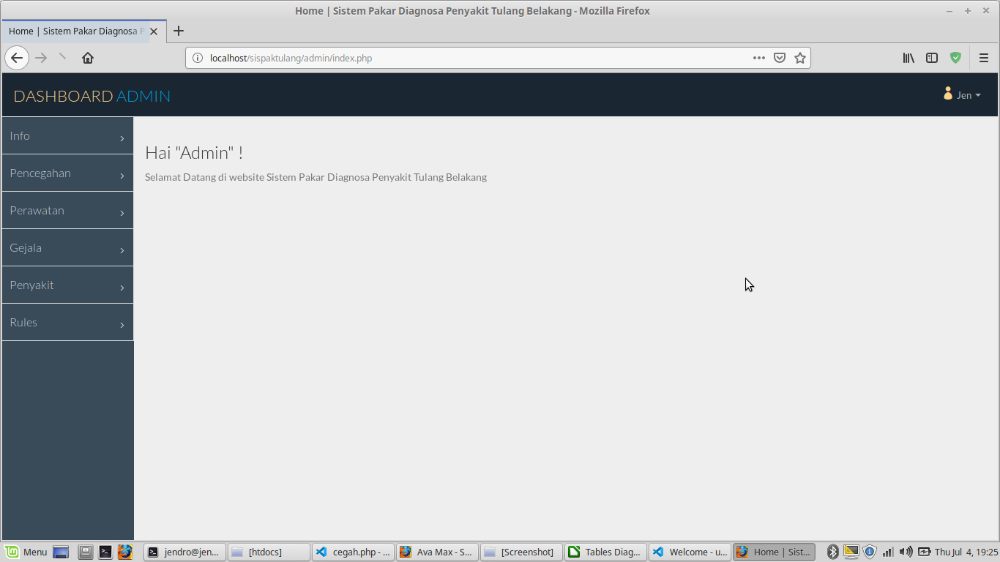 Home | Sistem Pakar Diagnosa Penyakit Tulang Belakang - Mozilla Firefox
Home | Sistem Pakar Diagnosa P
localhost/sispaktulang/admin/index.php
DASHBOARD ADMIN
Jen
Info
Pencegahan
Perawatan
Gejala
Penyakit
Rules
Hai "Admin" !
Selamat Datang di website Sistem Pakar Diagnosa Penyakit Tulang Belakang
Menu
jendro@jen...
[htdocs]
cegah.php - ...
Ava Max - S...
[Screenshot]
Tables Diag...
Welcome - u...
Home | Sist...
Thu Jul 4, 19:25